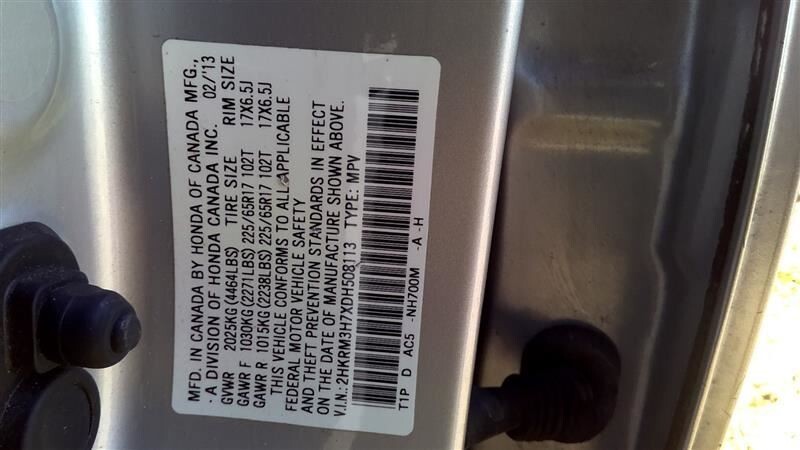 MFD. IN CANADA BY HONDA OF CANADA MFG.,
- A DIVISION OF HONDA CANADA INC. 02/'13
GVWR 2025KG (4464LBS) TIRE SIZE RIM SIZE
GAWR F 1030KG (2271LBS) 225/65R17 102T 17X6.5J
GAWR R 1015KG (2238LBS) 225/65R17 102T 17X6.5J
THIS VEHICLE CONFORMS TO ALL APPLICABLE
FEDERAL MOTOR VEHICLE SAFETY
AND THEFT PREVENTION STANDARDS IN EFFECT
ON THE DATE OF MANUFACTURE SHOWN ABOVE.
V.I.N.: 2HKRM3H7XDH508113 TYPE: MPV
T1P D AC5 -NH700M -A -H